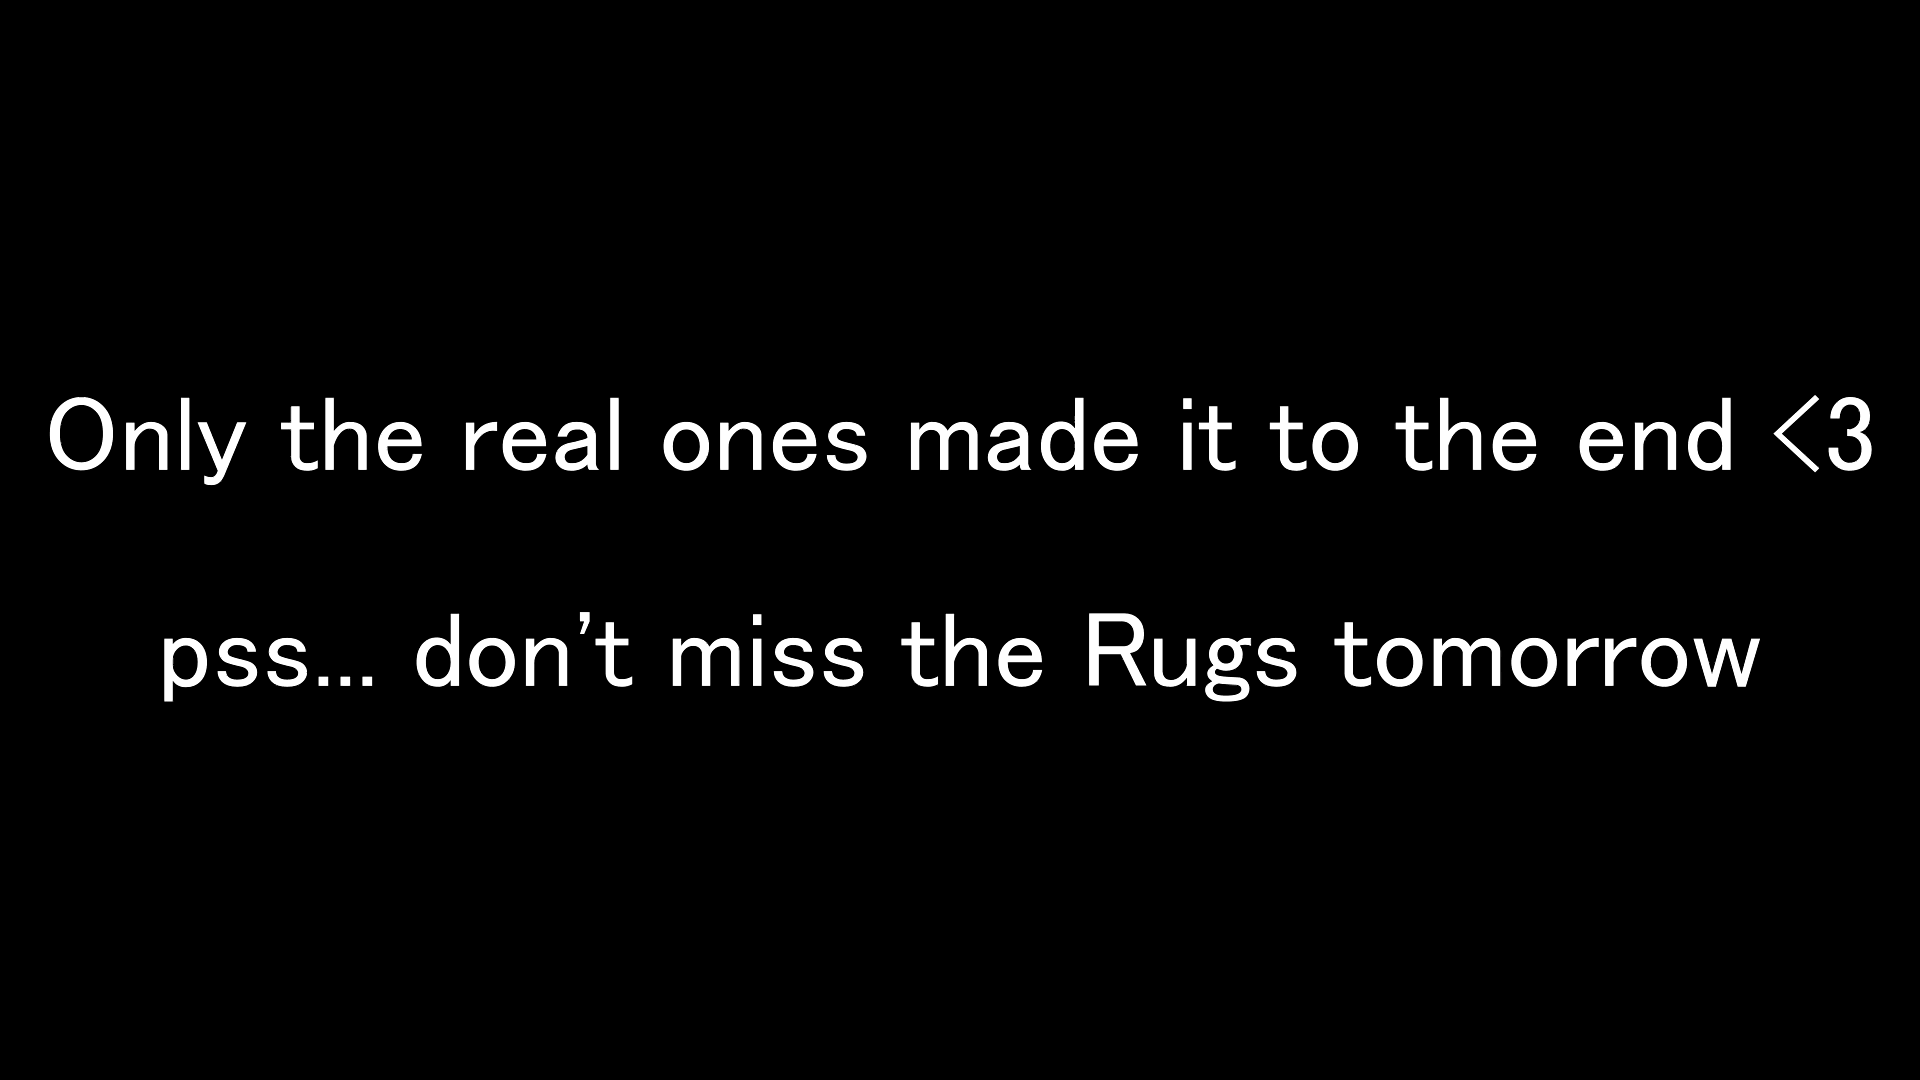 Only the real ones made it to the end <3
pss... don't miss the Rugs tomorrow